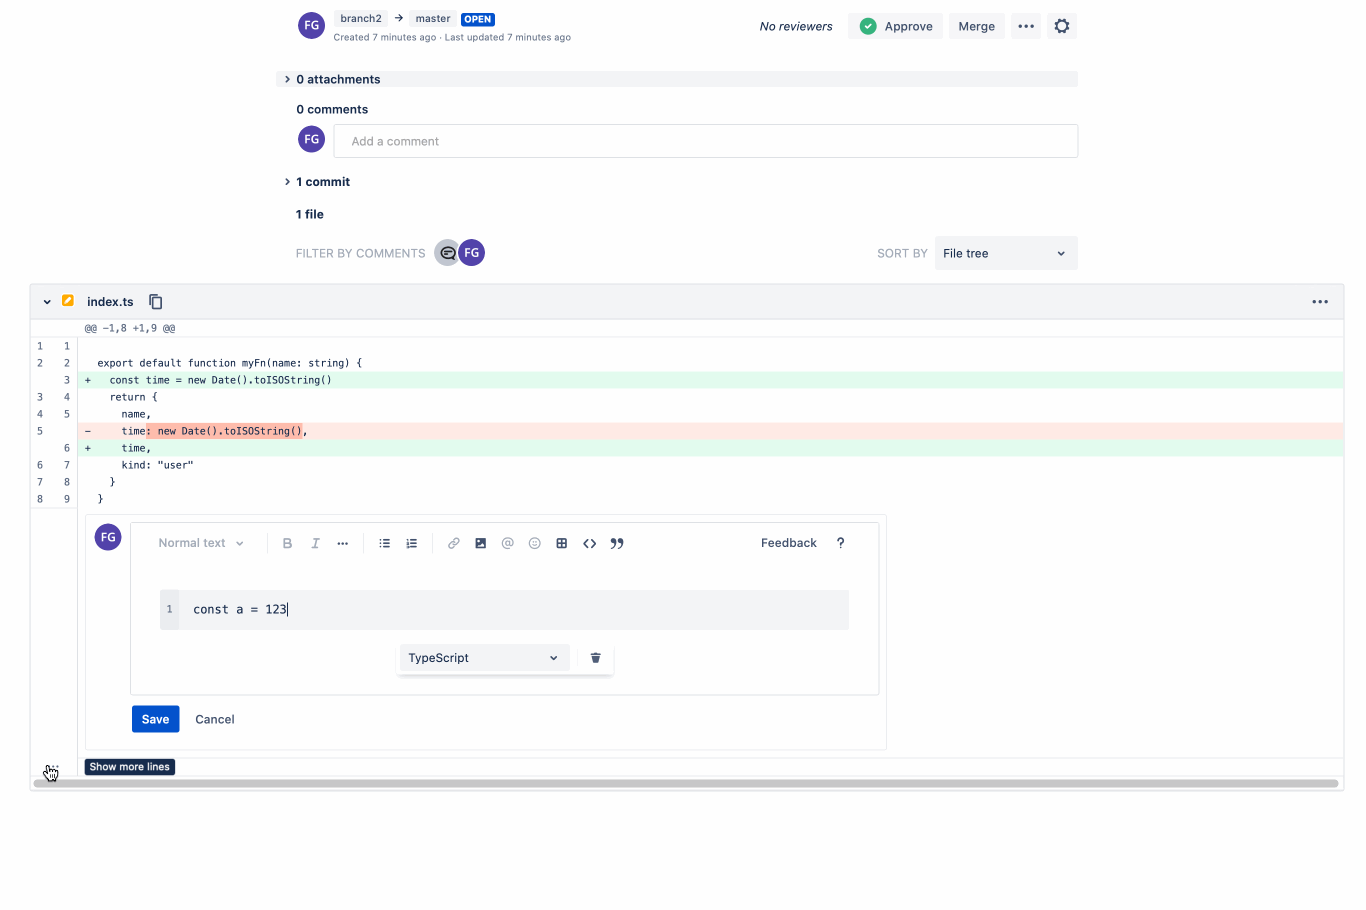 FG branch2 → master OPEN
Created 7 minutes ago · Last updated 7 minutes ago
No reviewers Approve Merge
0 attachments
0 comments
FG Add a comment
1 commit
1 file
FILTER BY COMMENTS FG SORT BY File tree
index.ts
@@ -1,8 +1,9 @@
1 1
2 2 export default function myFn(name: string) {
3 + const time = new Date().toISOString()
3 4 return {
4 5 name,
5 - time: new Date().toISOString(),
6 + time,
6 7 kind: "user"
7 8 }
8 9 }
FG Normal text B I ••• @ <> Feedback ?
1 const a = 123
TypeScript
Save Cancel
Show more lines